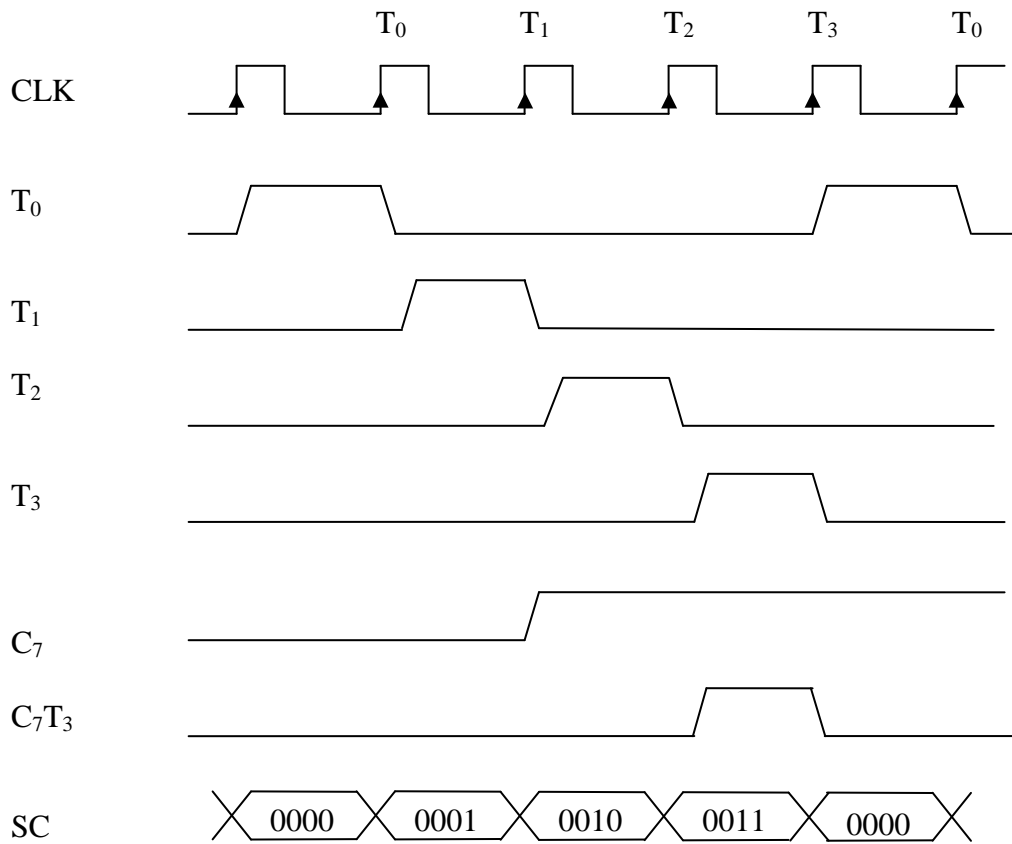 T₀ T₁ T₂ T₃ T₀
CLK
T₀
T₁
T₂
T₃
C₇
C₇T₃
SC 0000 0001 0010 0011 0000